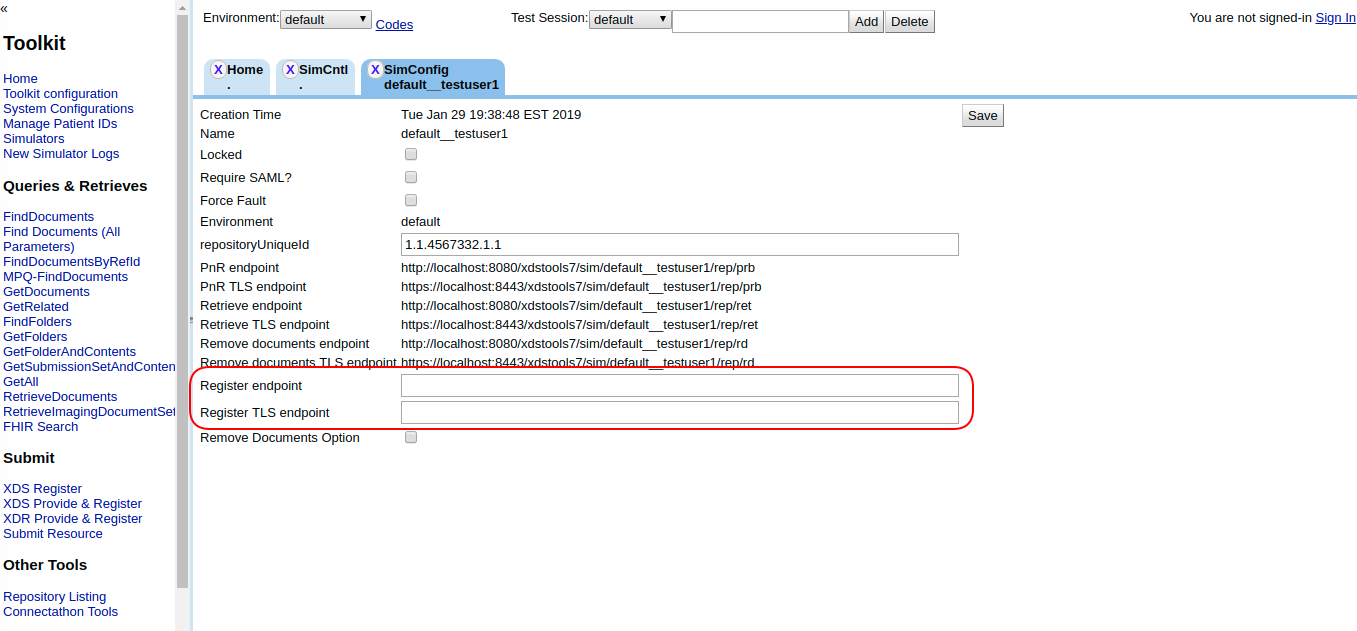 «
Toolkit
Home
Toolkit configuration
System Configurations
Manage Patient IDs
Simulators
New Simulator Logs
Queries & Retrieves
FindDocuments
Find Documents (All
Parameters)
FindDocumentsByRefId
MPQ-FindDocuments
GetDocuments
GetRelated
FindFolders
GetFolders
GetFolderAndContents
GetSubmissionSetAndConten
GetAll
RetrieveDocuments
RetrieveImagingDocumentSet
FHIR Search
Submit
XDS Register
XDS Provide & Register
XDR Provide & Register
Submit Resource
Other Tools
Repository Listing
Connectathon Tools
Environment: default Codes Test Session: default Add Delete You are not signed-in Sign In
X Home .
X SimCntl .
X SimConfig
default__testuser1
Creation Time Tue Jan 29 19:38:48 EST 2019 Save
Name default__testuser1
Locked
Require SAML?
Force Fault
Environment default
repositoryUniqueId 1.1.4567332.1.1
PnR endpoint http://localhost:8080/xdstools7/sim/default__testuser1/rep/prb
PnR TLS endpoint https://localhost:8443/xdstools7/sim/default__testuser1/rep/prb
Retrieve endpoint http://localhost:8080/xdstools7/sim/default__testuser1/rep/ret
Retrieve TLS endpoint https://localhost:8443/xdstools7/sim/default__testuser1/rep/ret
Remove documents endpoint http://localhost:8080/xdstools7/sim/default__testuser1/rep/rd
Remove documents TLS endpoint https://localhost:8443/xdstools7/sim/default__testuser1/rep/rd
Register endpoint
Register TLS endpoint
Remove Documents Option